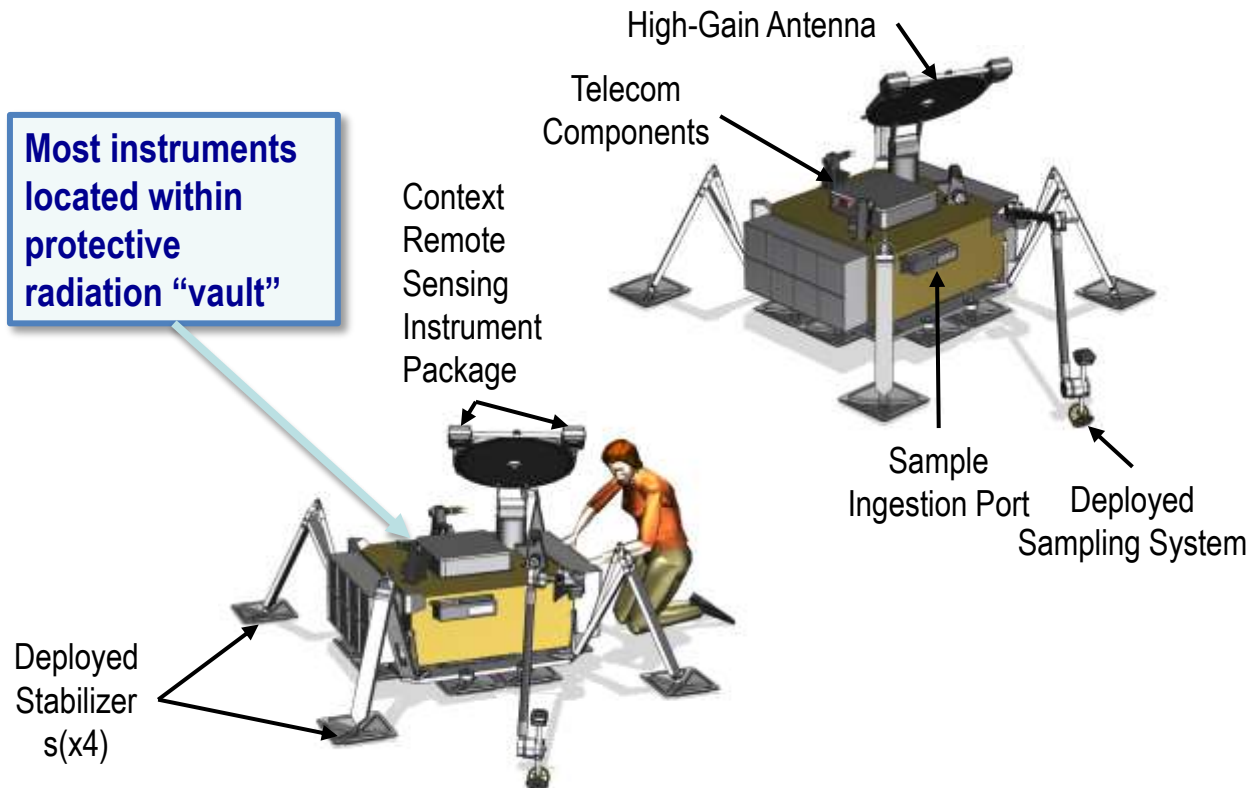 High-Gain Antenna
Telecom
Components
Most instruments
located within
protective
radiation “vault”
Context
Remote
Sensing
Instrument
Package
Sample
Ingestion Port
Deployed
Sampling System
Deployed
Stabilizer
s(x4)